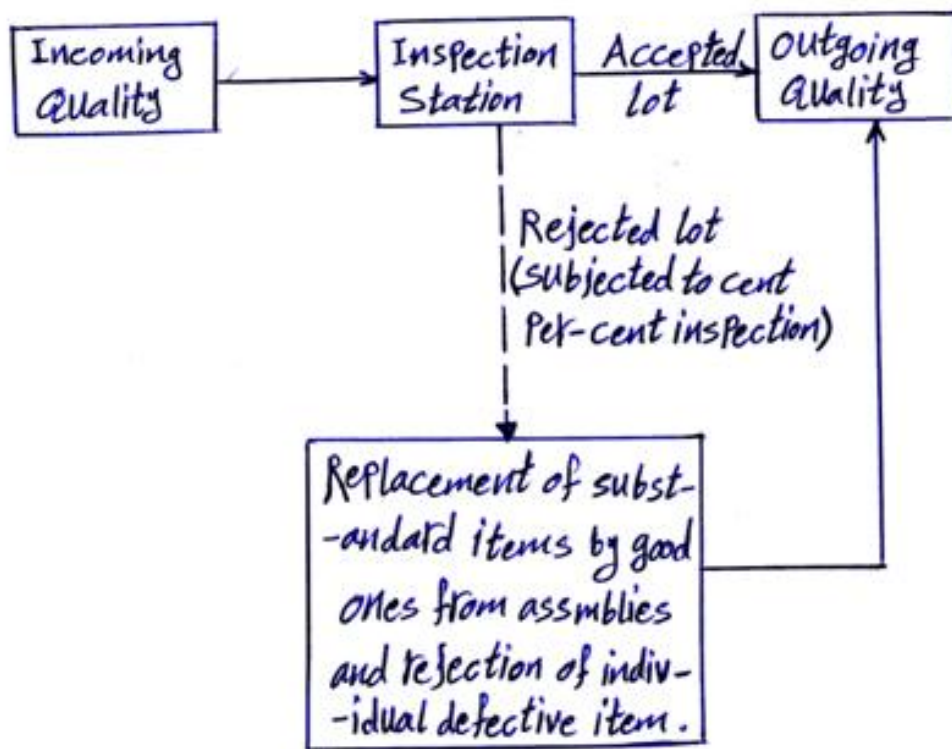 Incoming
Quality
Inspection
Station
Accepted
lot
Outgoing
Quality
Rejected lot
(subjected to cent
per-cent inspection)
Replacement of subst-
-andard items by good
ones from assmblies
and rejection of indiv-
-idual defective item.